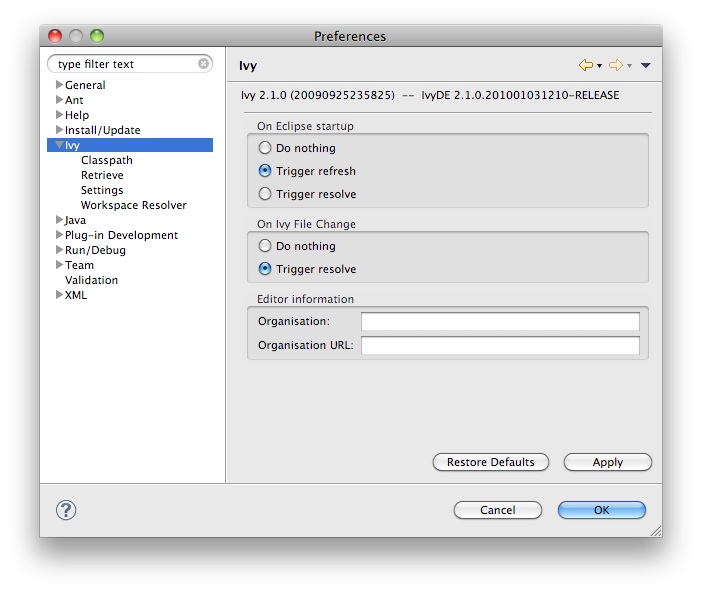 Preferences
type filter text
General
Ant
Help
Install/Update
Ivy
Classpath
Retrieve
Settings
Workspace Resolver
Java
Plug-in Development
Run/Debug
Team
Validation
XML
Ivy
Ivy 2.1.0 (20090925235825) -- IvyDE 2.1.0.201001031210-RELEASE
On Eclipse startup
Do nothing
Trigger refresh
Trigger resolve
On Ivy File Change
Do nothing
Trigger resolve
Editor information
Organisation:
Organisation URL:
Restore Defaults Apply
? Cancel OK